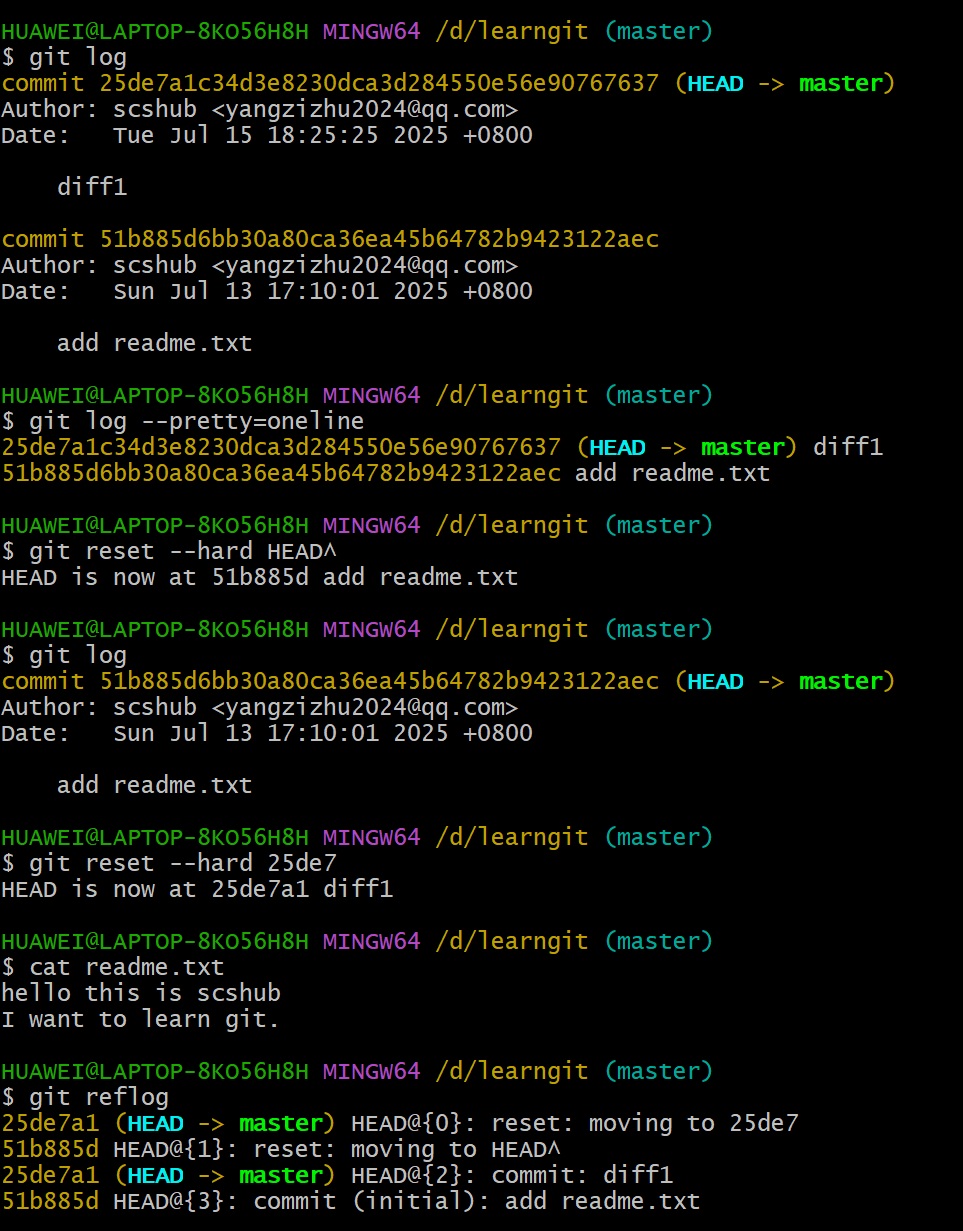 HUAWEI@LAPTOP-8KO56H8H MINGW64 /d/learngit (master)
$ git log
commit 25de7a1c34d3e8230dca3d284550e56e90767637 (HEAD -> master)
Author: scshub <yangzizhu2024@qq.com>
Date:   Tue Jul 15 18:25:25 2025 +0800
    diff1
commit 51b885d6bb30a80ca36ea45b64782b9423122aec
Author: scshub <yangzizhu2024@qq.com>
Date:   Sun Jul 13 17:10:01 2025 +0800
    add readme.txt
HUAWEI@LAPTOP-8KO56H8H MINGW64 /d/learngit (master)
$ git log --pretty=oneline
25de7a1c34d3e8230dca3d284550e56e90767637 (HEAD -> master) diff1
51b885d6bb30a80ca36ea45b64782b9423122aec add readme.txt
HUAWEI@LAPTOP-8KO56H8H MINGW64 /d/learngit (master)
$ git reset --hard HEAD^
HEAD is now at 51b885d add readme.txt
HUAWEI@LAPTOP-8KO56H8H MINGW64 /d/learngit (master)
$ git log
commit 51b885d6bb30a80ca36ea45b64782b9423122aec (HEAD -> master)
Author: scshub <yangzizhu2024@qq.com>
Date:   Sun Jul 13 17:10:01 2025 +0800
    add readme.txt
HUAWEI@LAPTOP-8KO56H8H MINGW64 /d/learngit (master)
$ git reset --hard 25de7
HEAD is now at 25de7a1 diff1
HUAWEI@LAPTOP-8KO56H8H MINGW64 /d/learngit (master)
$ cat readme.txt
hello this is scshub
I want to learn git.
HUAWEI@LAPTOP-8KO56H8H MINGW64 /d/learngit (master)
$ git reflog
25de7a1 (HEAD -> master) HEAD@{0}: reset: moving to 25de7
51b885d HEAD@{1}: reset: moving to HEAD^
25de7a1 (HEAD -> master) HEAD@{2}: commit: diff1
51b885d HEAD@{3}: commit (initial): add readme.txt